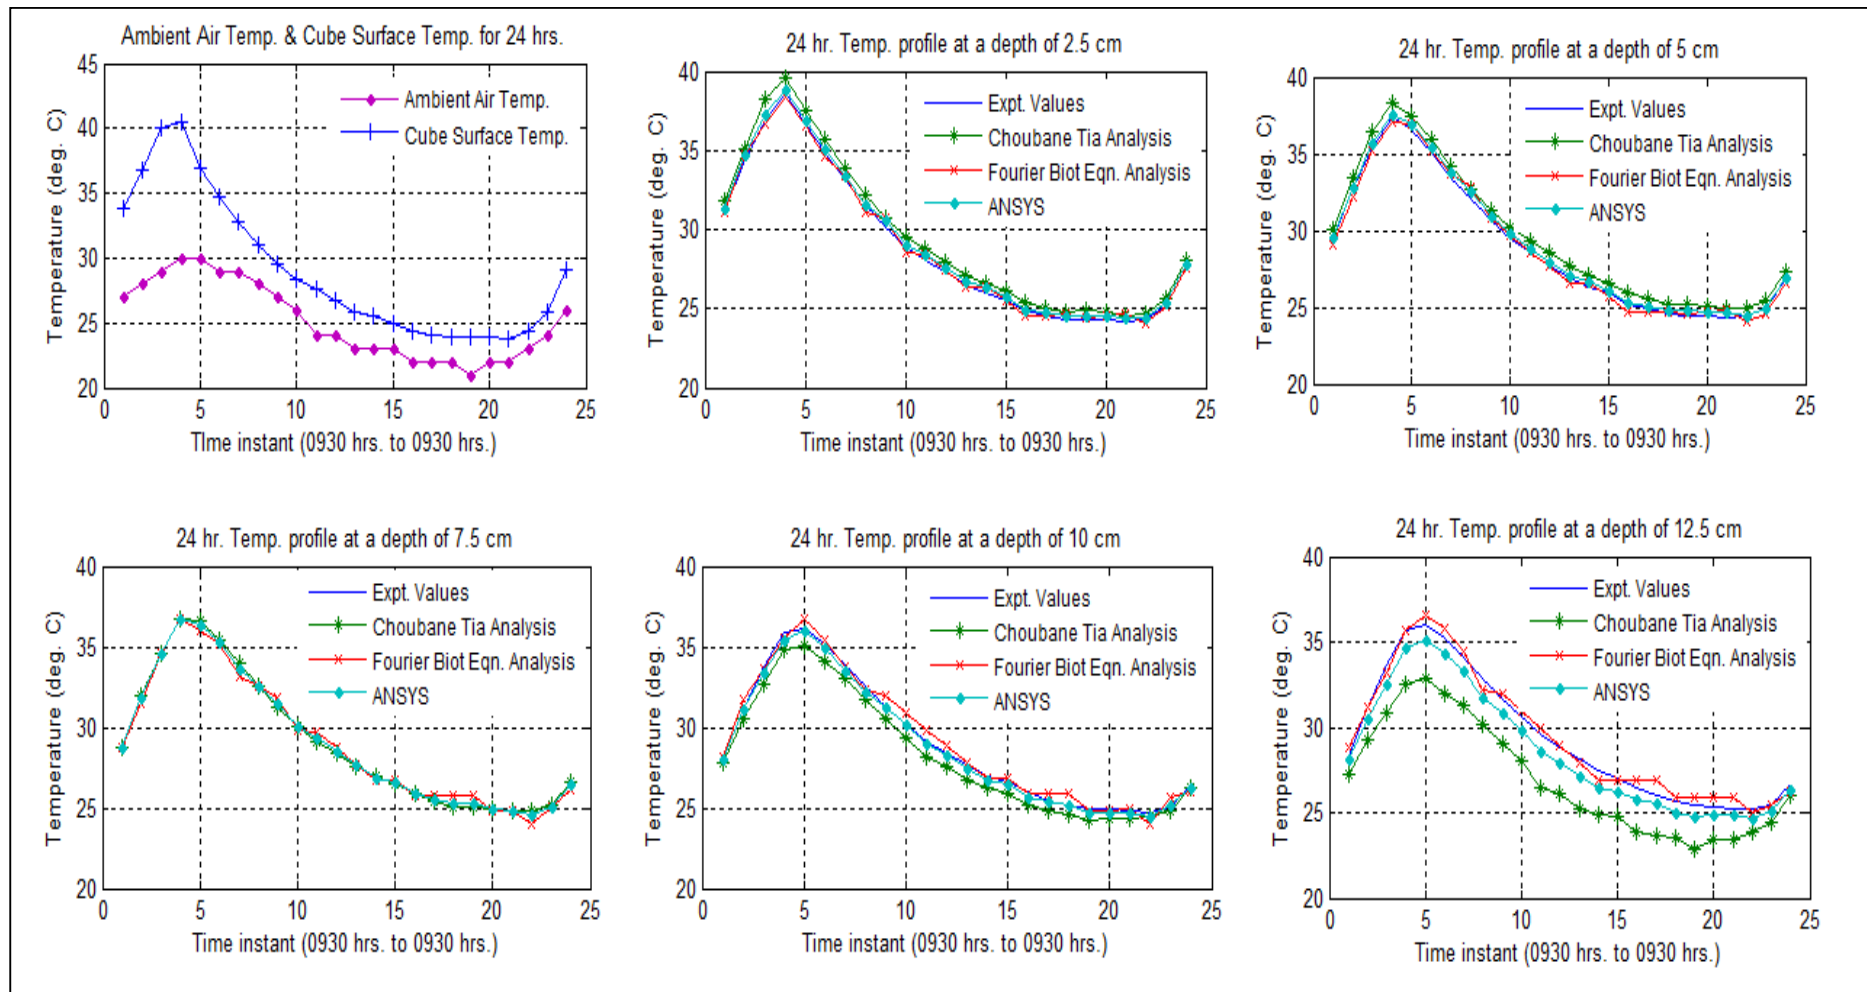 Ambient Air Temp. & Cube Surface Temp. for 24 hrs.
Temperature (deg. C)
45
40
35
30
25
20
0 5 10 15 20 25
Ambient Air Temp.
Cube Surface Temp.
TIme instant (0930 hrs. to 0930 hrs.)
24 hr. Temp. profile at a depth of 2.5 cm
Temperature (deg. C)
40
35
30
25
20
0 5 10 15 20 25
Expt. Values
Choubane Tia Analysis
Fourier Biot Eqn. Analysis
ANSYS
Time instant (0930 hrs. to 0930 hrs.)
24 hr. Temp. profile at a depth of 5 cm
Temperature (deg. C)
40
35
30
25
20
0 5 10 15 20 25
Expt. Values
Choubane Tia Analysis
Fourier Biot Eqn. Analysis
ANSYS
Time instant (0930 hrs. to 0930 hrs.)
24 hr. Temp. profile at a depth of 7.5 cm
Temperature (deg. C)
40
35
30
25
20
0 5 10 15 20 25
Expt. Values
Choubane Tia Analysis
Fourier Biot Eqn. Analysis
ANSYS
Time instant (0930 hrs. to 0930 hrs.)
24 hr. Temp. profile at a depth of 10 cm
Temperature (deg. C)
40
35
30
25
20
0 5 10 15 20 25
Expt. Values
Choubane Tia Analysis
Fourier Biot Eqn. Analysis
ANSYS
Time instant (0930 hrs. to 0930 hrs.)
24 hr. Temp. profile at a depth of 12.5 cm
Temperature (deg. C)
40
35
30
25
20
0 5 10 15 20 25
Expt. Values
Choubane Tia Analysis
Fourier Biot Eqn. Analysis
ANSYS
Time instant (0930 hrs. to 0930 hrs.)